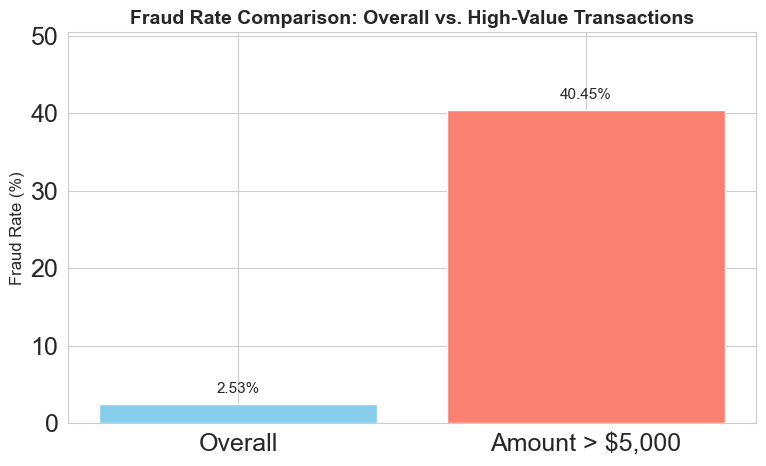 Fraud Rate Comparison: Overall vs. High-Value Transactions
Fraud Rate (%)
50
40
30
20
10
0
2.53%
40.45%
Overall
Amount > $5,000